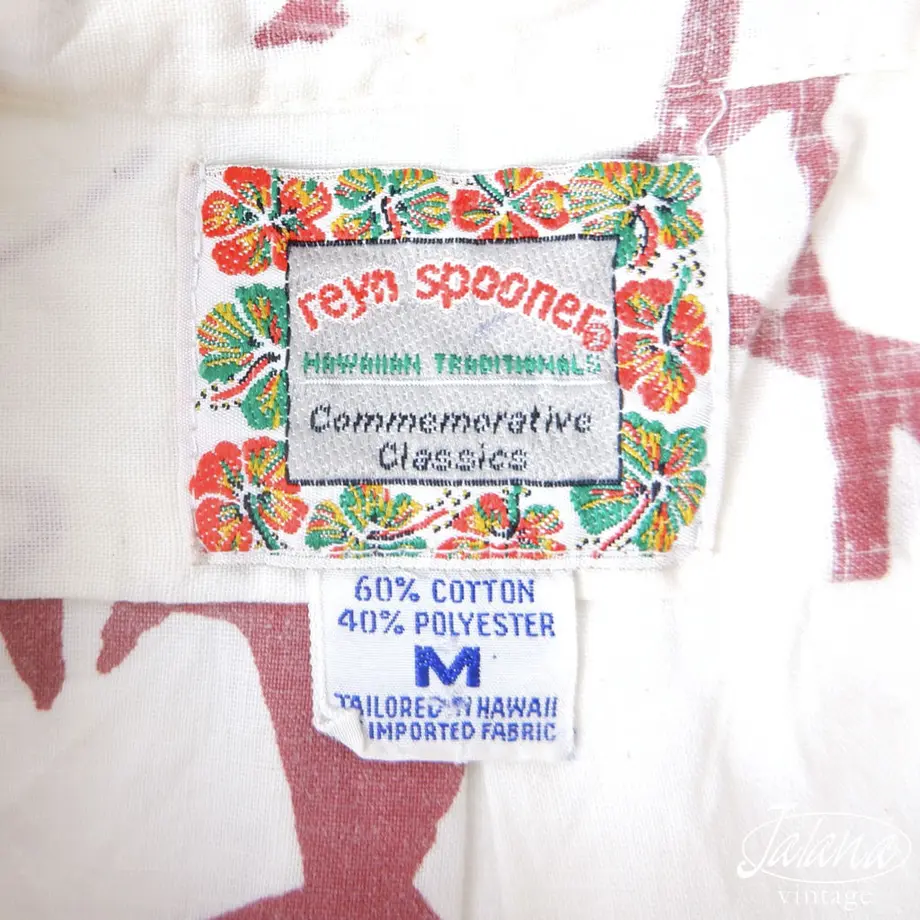 reyn spooner®
HAWAIIAN TRADITIONALS
Commemorative
Classics
60% COTTON
40% POLYESTER
M
TAILORED IN HAWAII
IMPORTED FABRIC
Jalana
vintage